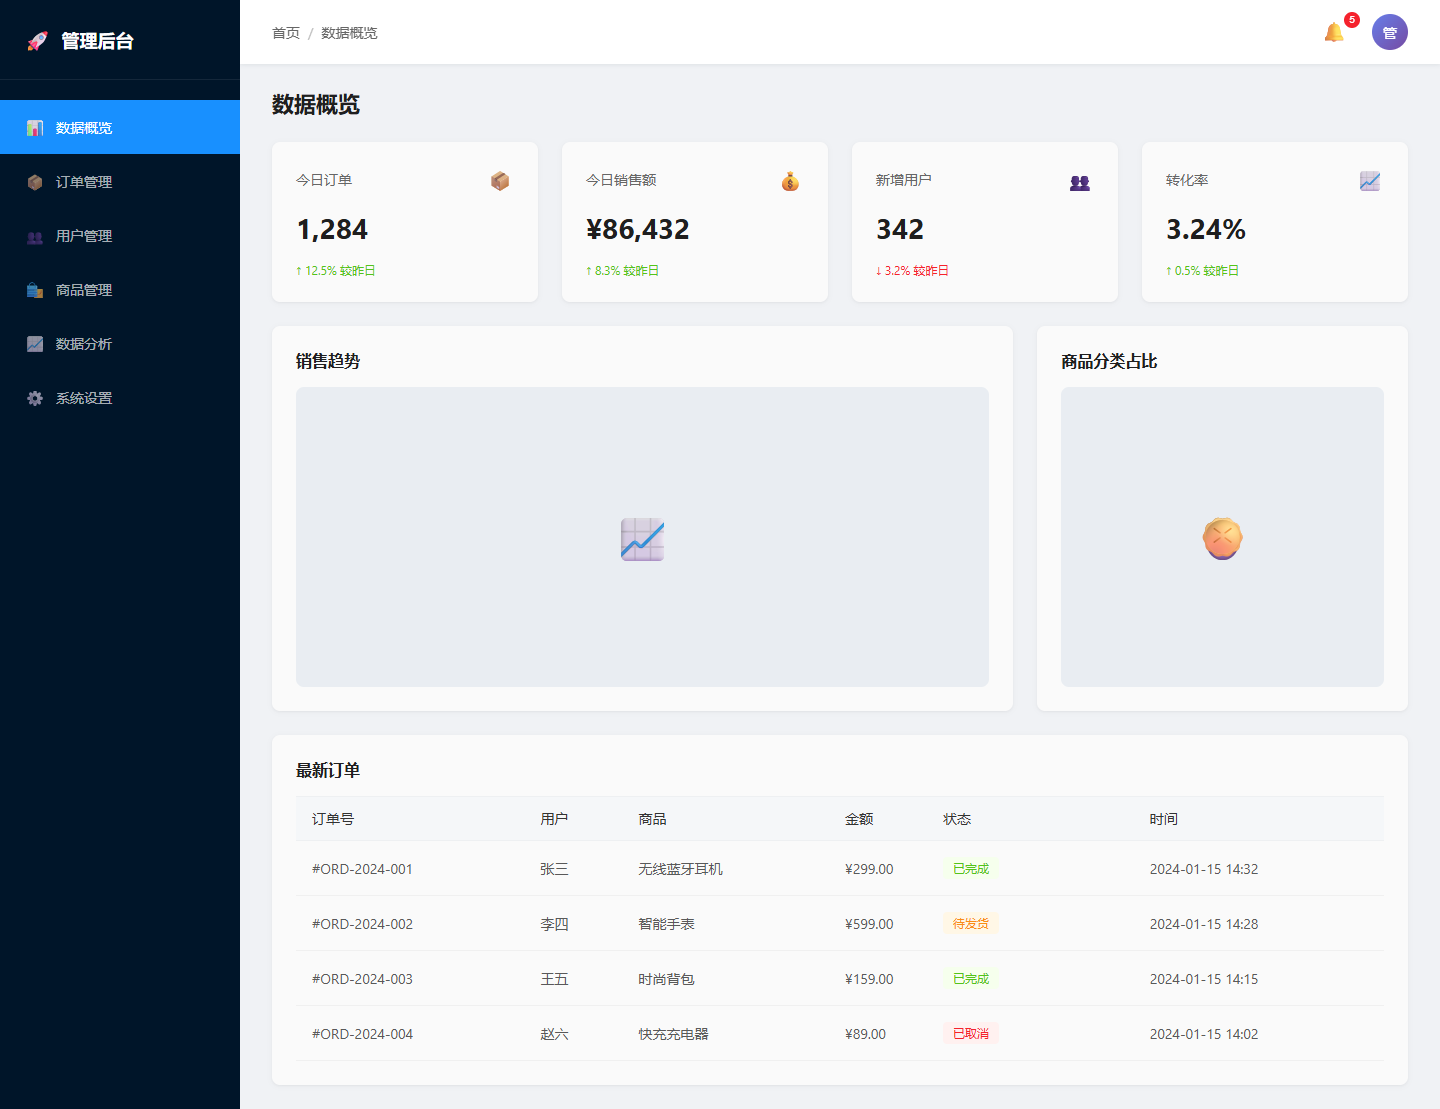 管理后台
数据概览
订单管理
用户管理
商品管理
数据分析
系统设置
首页 / 数据概览
5
管
数据概览
今日订单
1,284
↑ 12.5% 较昨日
今日销售额
¥86,432
↑ 8.3% 较昨日
新增用户
342
↓ 3.2% 较昨日
转化率
3.24%
↑ 0.5% 较昨日
销售趋势
商品分类占比
最新订单
订单号 用户 商品 金额 状态 时间
#ORD-2024-001 张三 无线蓝牙耳机 ¥299.00 已完成 2024-01-15 14:32
#ORD-2024-002 李四 智能手表 ¥599.00 待发货 2024-01-15 14:28
#ORD-2024-003 王五 时尚背包 ¥159.00 已完成 2024-01-15 14:15
#ORD-2024-004 赵六 快充充电器 ¥89.00 已取消 2024-01-15 14:02